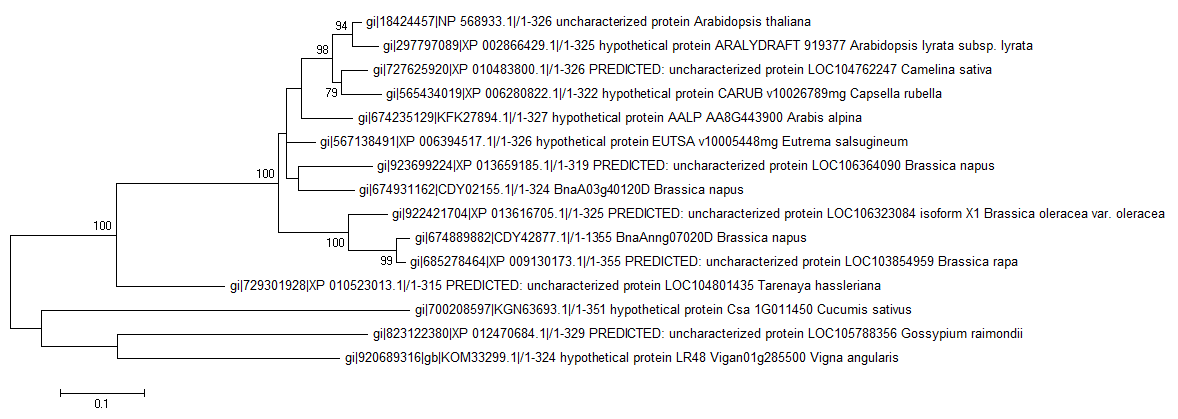 94
gi|18424457|NP 568933.1|/1-326 uncharacterized protein Arabidopsis thaliana
98
gi|297797089|XP 002866429.1|/1-325 hypothetical protein ARALYDRAFT 919377 Arabidopsis lyrata subsp. lyrata
gi|727625920|XP 010483800.1|/1-326 PREDICTED: uncharacterized protein LOC104762247 Camelina sativa
79
gi|565434019|XP 006280822.1|/1-322 hypothetical protein CARUB v10026789mg Capsella rubella
gi|674235129|KFK27894.1|/1-327 hypothetical protein AALP AA8G443900 Arabis alpina
gi|567138491|XP 006394517.1|/1-326 hypothetical protein EUTSA v10005448mg Eutrema salsugineum
gi|923699224|XP 013659185.1|/1-319 PREDICTED: uncharacterized protein LOC106364090 Brassica napus
100
gi|674931162|CDY02155.1|/1-324 BnaA03g40120D Brassica napus
gi|922421704|XP 013616705.1|/1-325 PREDICTED: uncharacterized protein LOC106323084 isoform X1 Brassica oleracea var. oleracea
100
gi|674889882|CDY42877.1|/1-1355 BnaAnng07020D Brassica napus
100
99
gi|685278464|XP 009130173.1|/1-355 PREDICTED: uncharacterized protein LOC103854959 Brassica rapa
gi|729301928|XP 010523013.1|/1-315 PREDICTED: uncharacterized protein LOC104801435 Tarenaya hassleriana
gi|700208597|KGN63693.1|/1-351 hypothetical protein Csa 1G011450 Cucumis sativus
gi|823122380|XP 012470684.1|/1-329 PREDICTED: uncharacterized protein LOC105788356 Gossypium raimondii
gi|920689316|gb|KOM33299.1|/1-324 hypothetical protein LR48 Vigan01g285500 Vigna angularis
0.1